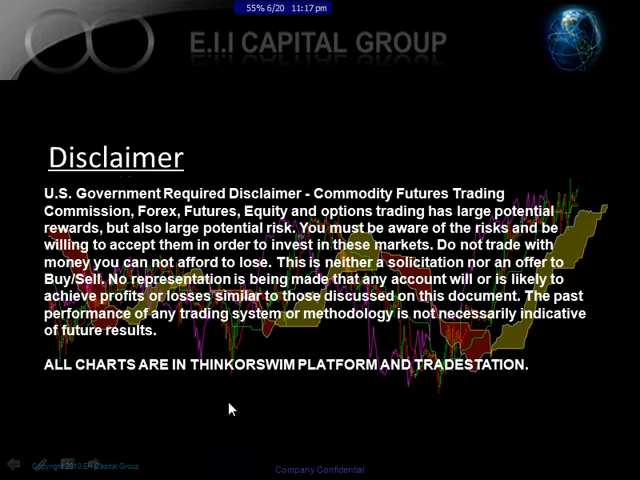 55% 6/20 11:17 pm
E.I.I CAPITAL GROUP
Disclaimer
U.S. Government Required Disclaimer - Commodity Futures Trading
Commission, Forex, Futures, Equity and options trading has large potential
rewards, but also large potential risk. You must be aware of the risks and be
willing to accept them in order to invest in these markets. Do not trade with
money you can not afford to lose. This is neither a solicitation nor an offer to
Buy/Sell. No representation is being made that any account will or is likely to
achieve profits or losses similar to those discussed on this document. The past
performance of any trading system or methodology is not necessarily indicative
of future results.
ALL CHARTS ARE IN THINKORSWIM PLATFORM AND TRADESTATION.
Copyright 2010 E.I.I Capital Group
Company Confidential